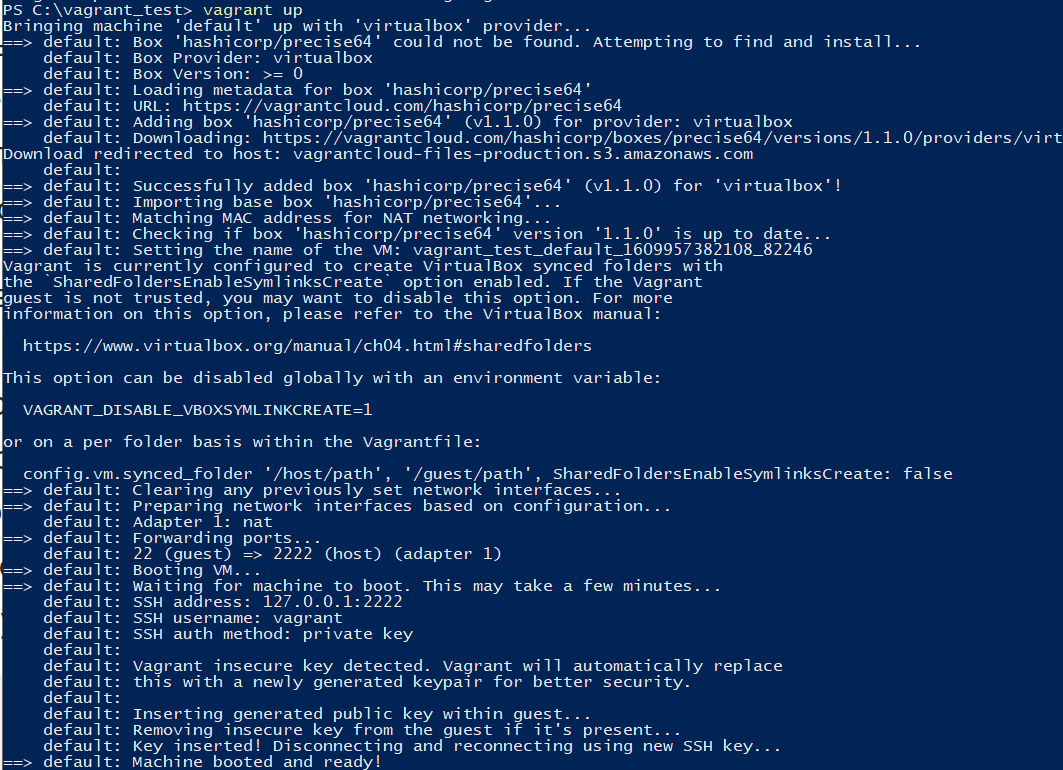 PS C:\vagrant_test> vagrant up
Bringing machine 'default' up with 'virtualbox' provider...
==> default: Box 'hashicorp/precise64' could not be found. Attempting to find and install...
    default: Box Provider: virtualbox
    default: Box Version: >= 0
==> default: Loading metadata for box 'hashicorp/precise64'
    default: URL: https://vagrantcloud.com/hashicorp/precise64
==> default: Adding box 'hashicorp/precise64' (v1.1.0) for provider: virtualbox
    default: Downloading: https://vagrantcloud.com/hashicorp/boxes/precise64/versions/1.1.0/providers/virt
Download redirected to host: vagrantcloud-files-production.s3.amazonaws.com
    default:
==> default: Successfully added box 'hashicorp/precise64' (v1.1.0) for 'virtualbox'!
==> default: Importing base box 'hashicorp/precise64'...
==> default: Matching MAC address for NAT networking...
==> default: Checking if box 'hashicorp/precise64' version '1.1.0' is up to date...
==> default: Setting the name of the VM: vagrant_test_default_1609957382108_82246
Vagrant is currently configured to create VirtualBox synced folders with
the `SharedFoldersEnableSymlinksCreate` option enabled. If the Vagrant
guest is not trusted, you may want to disable this option. For more
information on this option, please refer to the VirtualBox manual:

  https://www.virtualbox.org/manual/ch04.html#sharedfolders

This option can be disabled globally with an environment variable:

  VAGRANT_DISABLE_VBOXSYMLINKCREATE=1

or on a per folder basis within the Vagrantfile:

  config.vm.synced_folder '/host/path', '/guest/path', SharedFoldersEnableSymlinksCreate: false
==> default: Clearing any previously set network interfaces...
==> default: Preparing network interfaces based on configuration...
    default: Adapter 1: nat
==> default: Forwarding ports...
    default: 22 (guest) => 2222 (host) (adapter 1)
==> default: Booting VM...
==> default: Waiting for machine to boot. This may take a few minutes...
    default: SSH address: 127.0.0.1:2222
    default: SSH username: vagrant
    default: SSH auth method: private key
    default:
    default: Vagrant insecure key detected. Vagrant will automatically replace
    default: this with a newly generated keypair for better security.
    default:
    default: Inserting generated public key within guest...
    default: Removing insecure key from the guest if it's present...
    default: Key inserted! Disconnecting and reconnecting using new SSH key...
==> default: Machine booted and ready!